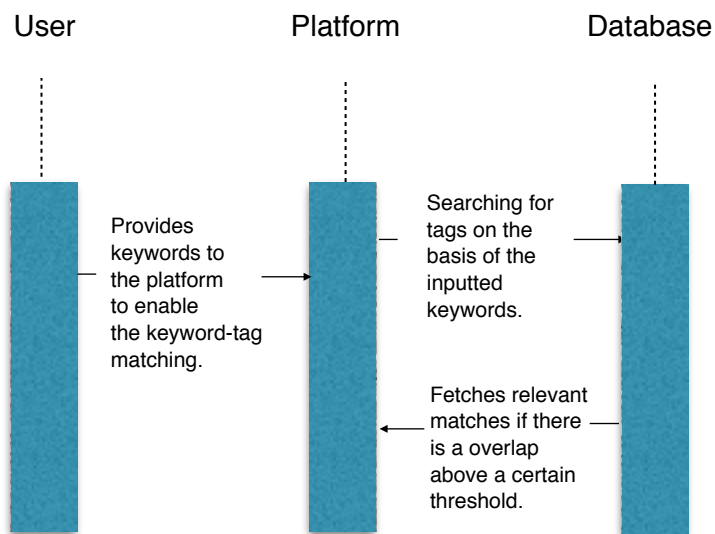 User
Platform
Database
Provides
keywords to
the platform
to enable
the keyword-tag
matching.
Searching for
tags on the
basis of the
inputted
keywords.
Fetches relevant
matches if there
is a overlap
above a certain
threshold.